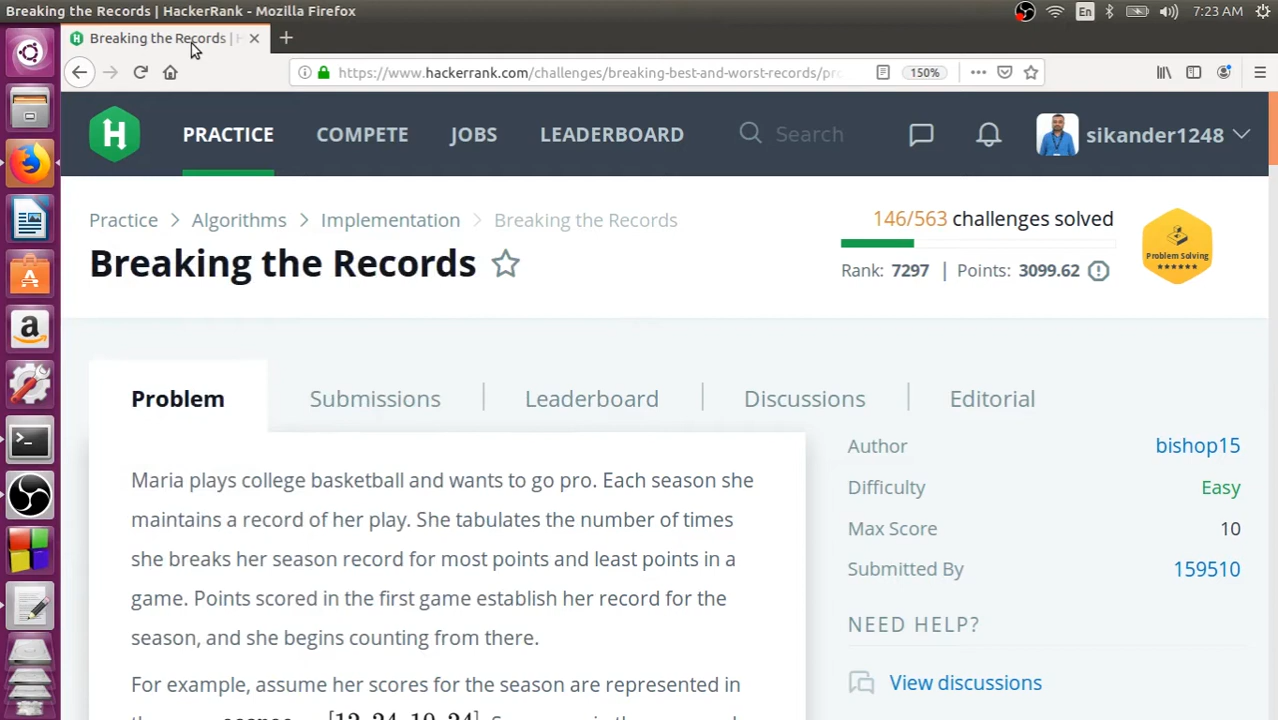 Breaking the Records | HackerRank - Mozilla Firefox
En
7:23 AM
Breaking the Records |
https://www.hackerrank.com/challenges/breaking-best-and-worst-records/pro
150%
H
PRACTICE
COMPETE
JOBS
LEADERBOARD
Search
sikander1248
Practice > Algorithms > Implementation > Breaking the Records
146/563 challenges solved
Breaking the Records
Rank: 7297 | Points: 3099.62
Problem Solving
Problem
Submissions
Leaderboard
Discussions
Editorial
Maria plays college basketball and wants to go pro. Each season she
maintains a record of her play. She tabulates the number of times
she breaks her season record for most points and least points in a
game. Points scored in the first game establish her record for the
season, and she begins counting from there.
For example, assume her scores for the season are represented in
Author bishop15
Difficulty Easy
Max Score 10
Submitted By 159510
NEED HELP?
View discussions